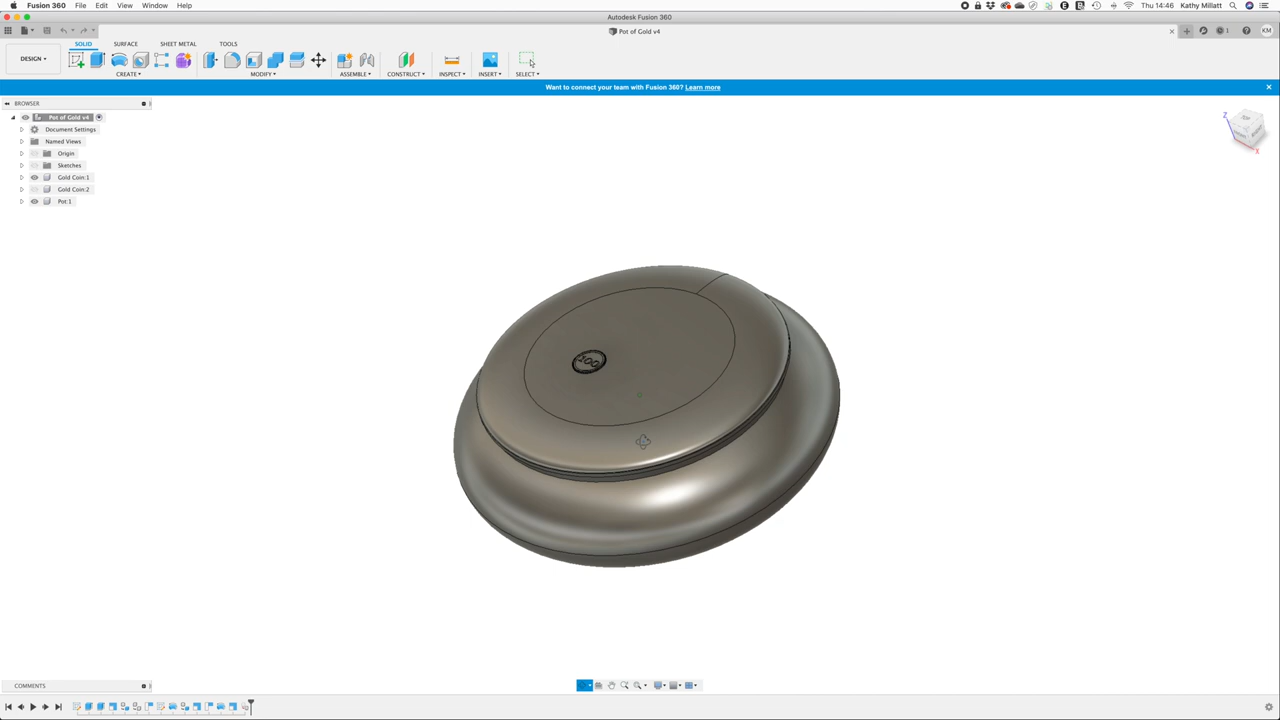 Fusion 360 File Edit View Window Help Thu 14:46 Kathy Millatt
Autodesk Fusion 360
Pot of Gold v4 1 KM
SOLID SURFACE SHEET METAL TOOLS
DESIGN
CREATE MODIFY ASSEMBLE CONSTRUCT INSPECT INSERT SELECT
Want to connect your team with Fusion 360? Learn more
BROWSER
Pot of Gold v4
Document Settings
Named Views
Origin
Sketches
Gold Coin:1
Gold Coin:2
Pot:1
Z
X
100
COMMENTS